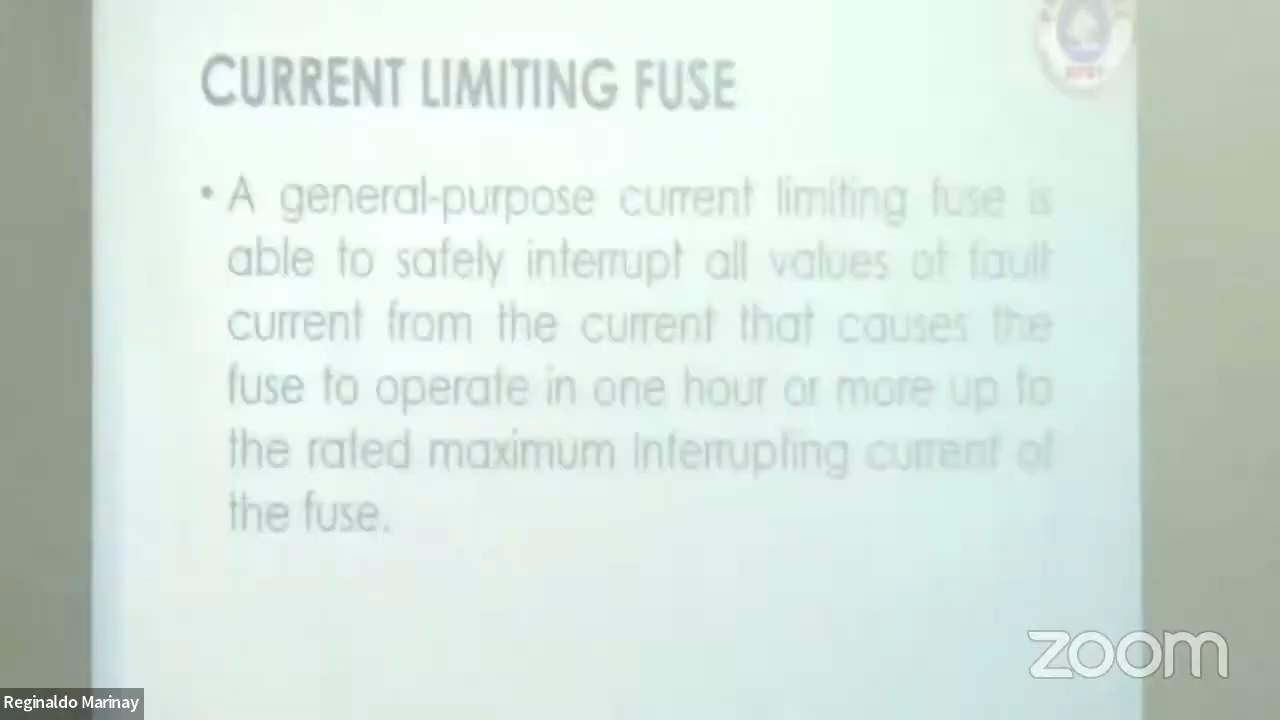 CURRENT LIMITING FUSE
• A general-purpose current limiting fuse is
able to safely interrupt all values of fault
current from the current that causes the
fuse to operate in one hour or more up to
the rated maximum interrupting current of
the fuse.
zoom
Reginaldo Marinay